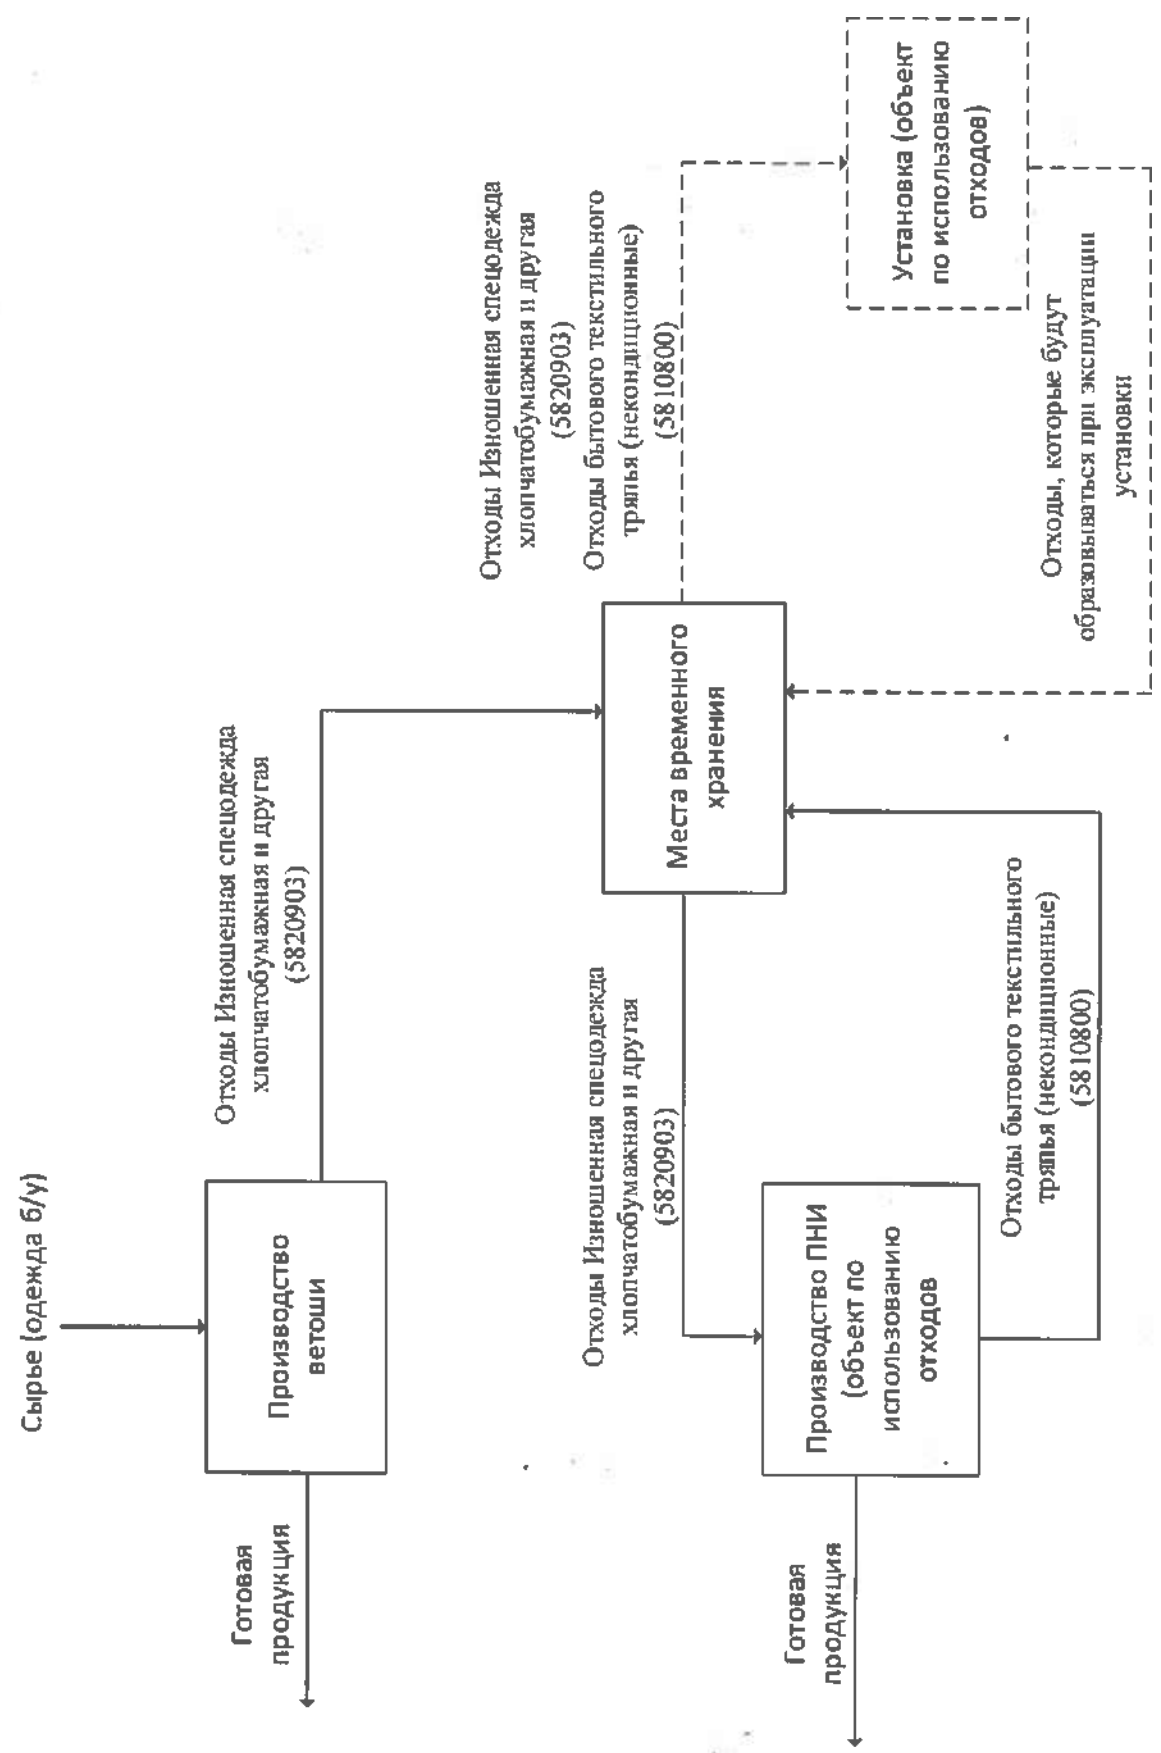 Сырье (одежда б/у)
Производство
ветоши
Готовая
продукция
Отходы Изношенная спецодежда
хлопчатобумажная и другая
(5820903)
Места временного
хранения
Отходы Изношенная спецодежда
хлопчатобумажная и другая
(5820903)
Отходы бытового текстильного
тряпья (некондиционные)
(5810800)
Установка (объект
по использованию
отходов)
Отходы, которые будут
образовываться при эксплуатации
установки
Отходы Изношенная спецодежда
хлопчатобумажная и другая
(5820903)
Производство ПНИ
(объект по
использованию
отходов
Готовая
продукция
Отходы бытового текстильного
тряпья (некондиционные)
(5810800)